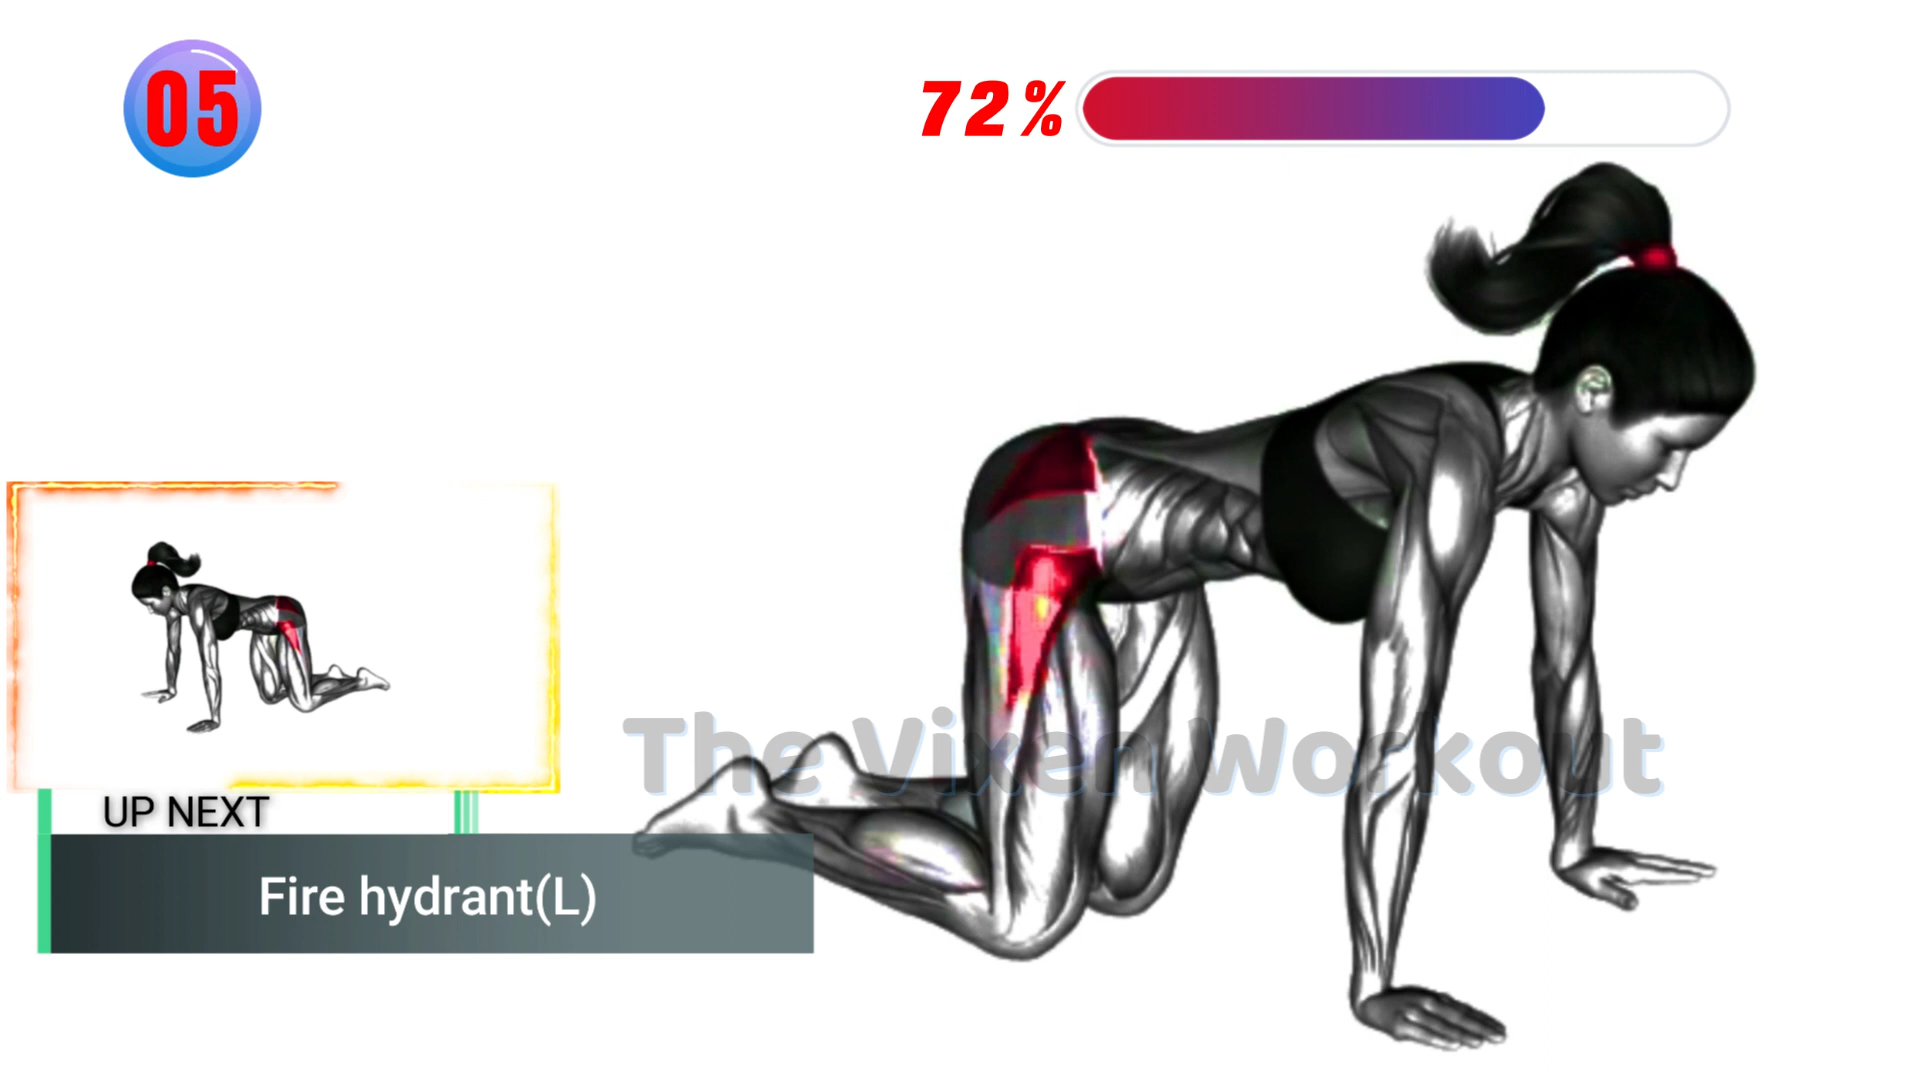 05
72%
The Vixen Workout
UP NEXT
Fire hydrant(L)